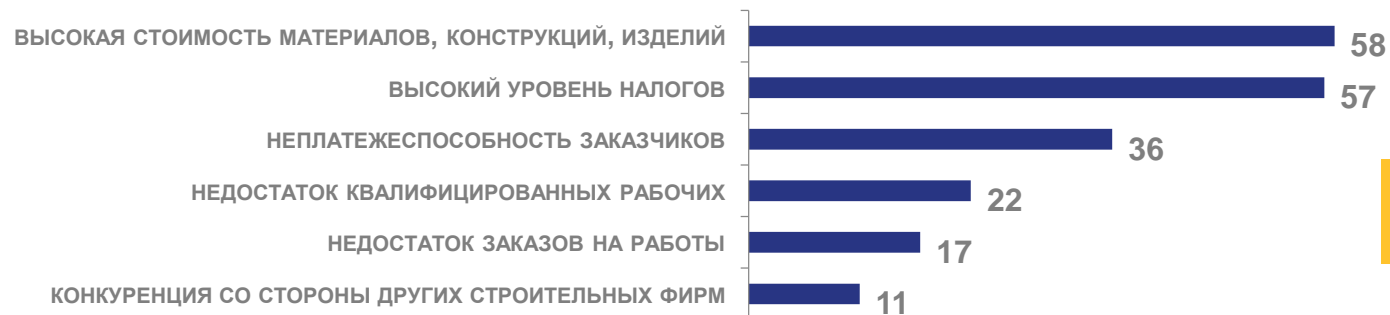 ВЫСОКАЯ СТОИМОСТЬ МАТЕРИАЛОВ, КОНСТРУКЦИЙ, ИЗДЕЛИЙ 58
ВЫСОКИЙ УРОВЕНЬ НАЛОГОВ 57
НЕПЛАТЕЖЕСПОСОБНОСТЬ ЗАКАЗЧИКОВ 36
НЕДОСТАТОК КВАЛИФИЦИРОВАННЫХ РАБОЧИХ 22
НЕДОСТАТОК ЗАКАЗОВ НА РАБОТЫ 17
КОНКУРЕНЦИЯ СО СТОРОНЫ ДРУГИХ СТРОИТЕЛЬНЫХ ФИРМ 11